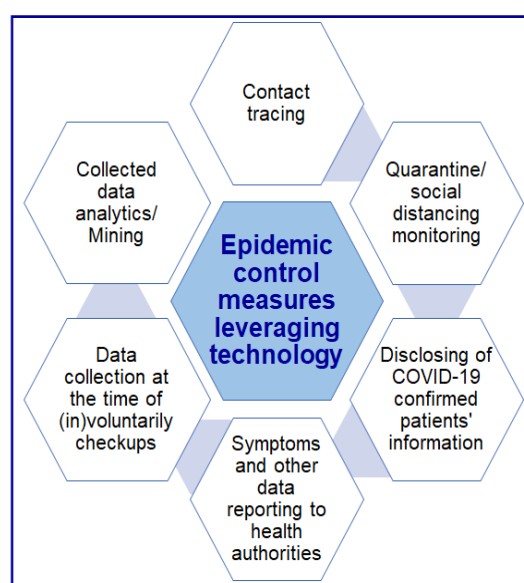 Contact
tracing
Quarantine/
social
distancing
monitoring
Disclosing of
COVID-19
confirmed
patients'
information
Symptoms
and other
data
reporting to
health
authorities
Data
collection at
the time of
(in)voluntarily
checkups
Collected
data
analytics/
Mining
Epidemic
control
measures
leveraging
technology